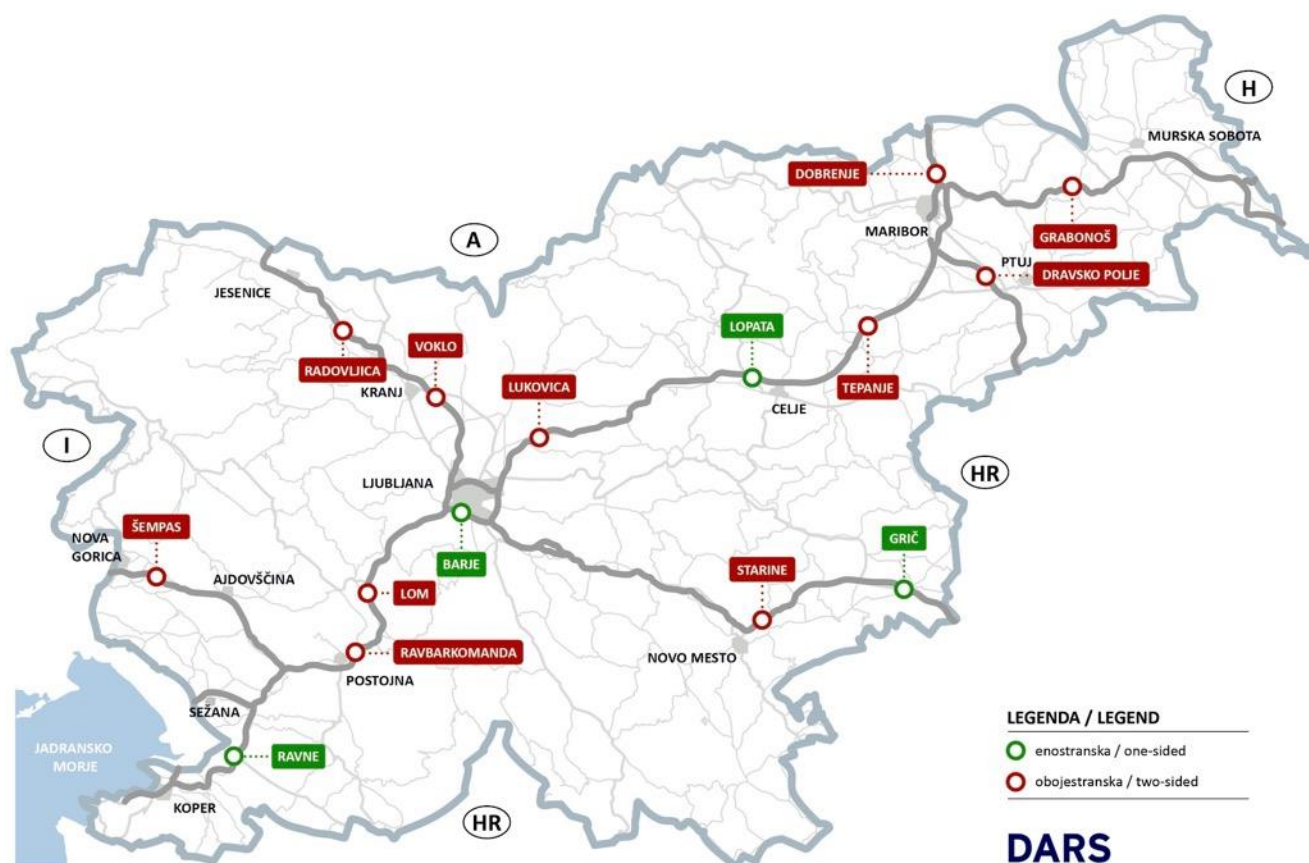 H
MURSKA SOBOTA
DOBRENJE
MARIBOR
GRABONOŠ
PTUJ
DRAVSKO POLJE
A
JESENICE
RADOVLJICA
VOKLO
KRANJ
LUKOVICA
LOPATA
CELJE
TEPANJE
I
LJUBLJANA
HR
ŠEMPAS
NOVA
GORICA
AJDOVŠČINA
BARJE
LOM
STARINE
GRIČ
RAVBARKOMANDA
POSTOJNA
NOVO MESTO
SEŽANA
JADRANSKO
MORJE
RAVNE
KOPER
HR
LEGENDA / LEGEND
enostranska / one-sided
obojestranska / two-sided
DARS